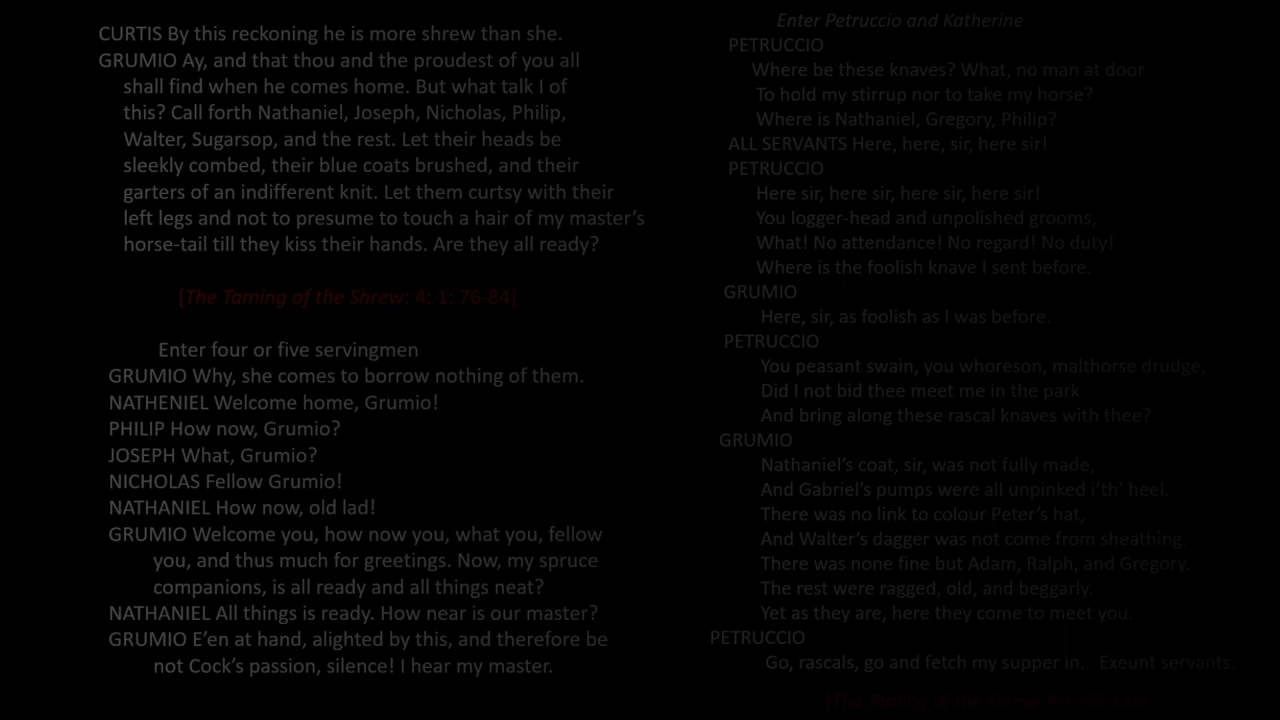 CURTIS By this reckoning he is more shrew than she.
GRUMIO Ay, and that thou and the proudest of you all
shall find when he comes home. But what talk I of
this? Call forth Nathaniel, Joseph, Nicholas, Philip,
Walter, Sugarsop, and the rest. Let their heads be
sleekly combed, their blue coats brushed, and their
garters of an indifferent knit. Let them curtsy with their
left legs and not to presume to touch a hair of my master’s
horse-tail till they kiss their hands. Are they all ready?
[The Taming of the Shrew: 4: 1: 76-84]
Enter four or five servingmen
GRUMIO Why, she comes to borrow nothing of them.
NATHENIEL Welcome home, Grumio!
PHILIP How now, Grumio?
JOSEPH What, Grumio?
NICHOLAS Fellow Grumio!
NATHANIEL How now, old lad!
GRUMIO Welcome you, how now you, what you, fellow
you, and thus much for greetings. Now, my spruce
companions, is all ready and all things neat?
NATHANIEL All things is ready. How near is our master?
GRUMIO E’en at hand, alighted by this, and therefore be
not Cock’s passion, silence! I hear my master.
Enter Petruccio and Katherine
PETRUCCIO
Where be these knaves? What, no man at door
To hold my stirrup nor to take my horse?
Where is Nathaniel, Gregory, Philip?
ALL SERVANTS Here, here, sir, here sir!
PETRUCCIO
Here sir, here sir, here sir, here sir!
You logger-head and unpolished grooms,
What! No attendance! No regard! No duty!
Where is the foolish knave I sent before.
GRUMIO
Here, sir, as foolish as I was before.
PETRUCCIO
You peasant swain, you whoreson, malthorse drudge,
Did I not bid thee meet me in the park
And bring along these rascal knaves with thee?
GRUMIO
Nathaniel’s coat, sir, was not fully made,
And Gabriel’s pumps were all unpinked i’th’ heel.
There was no link to colour Peter’s hat,
And Walter’s dagger was not come from sheathing.
There was none fine but Adam, Ralph, and Gregory.
The rest were ragged, old, and beggarly.
Yet as they are, here they come to meet you.
PETRUCCIO
Go, rascals, go and fetch my supper in. Exeunt servants.
[The Taming of the Shrew: